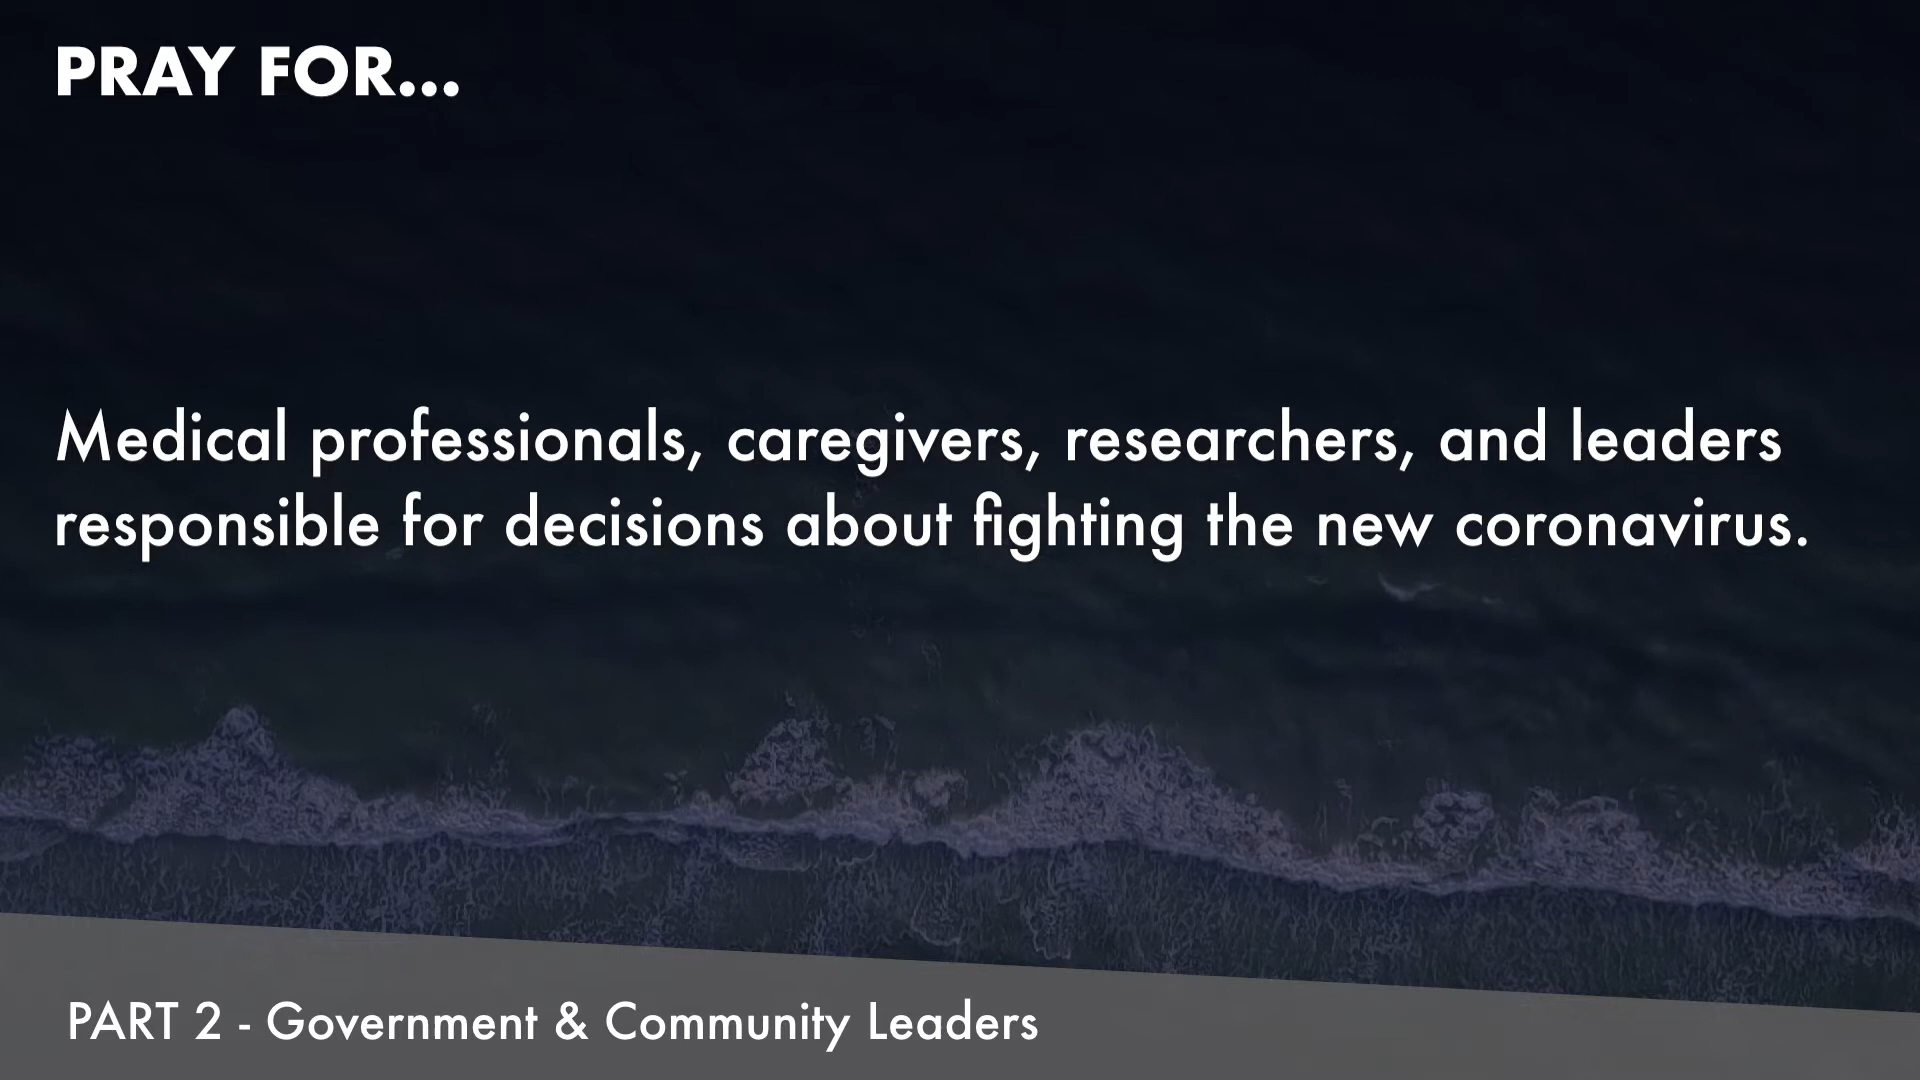 PRAY FOR...
Medical professionals, caregivers, researchers, and leaders
responsible for decisions about fighting the new coronavirus.
PART 2 - Government & Community Leaders